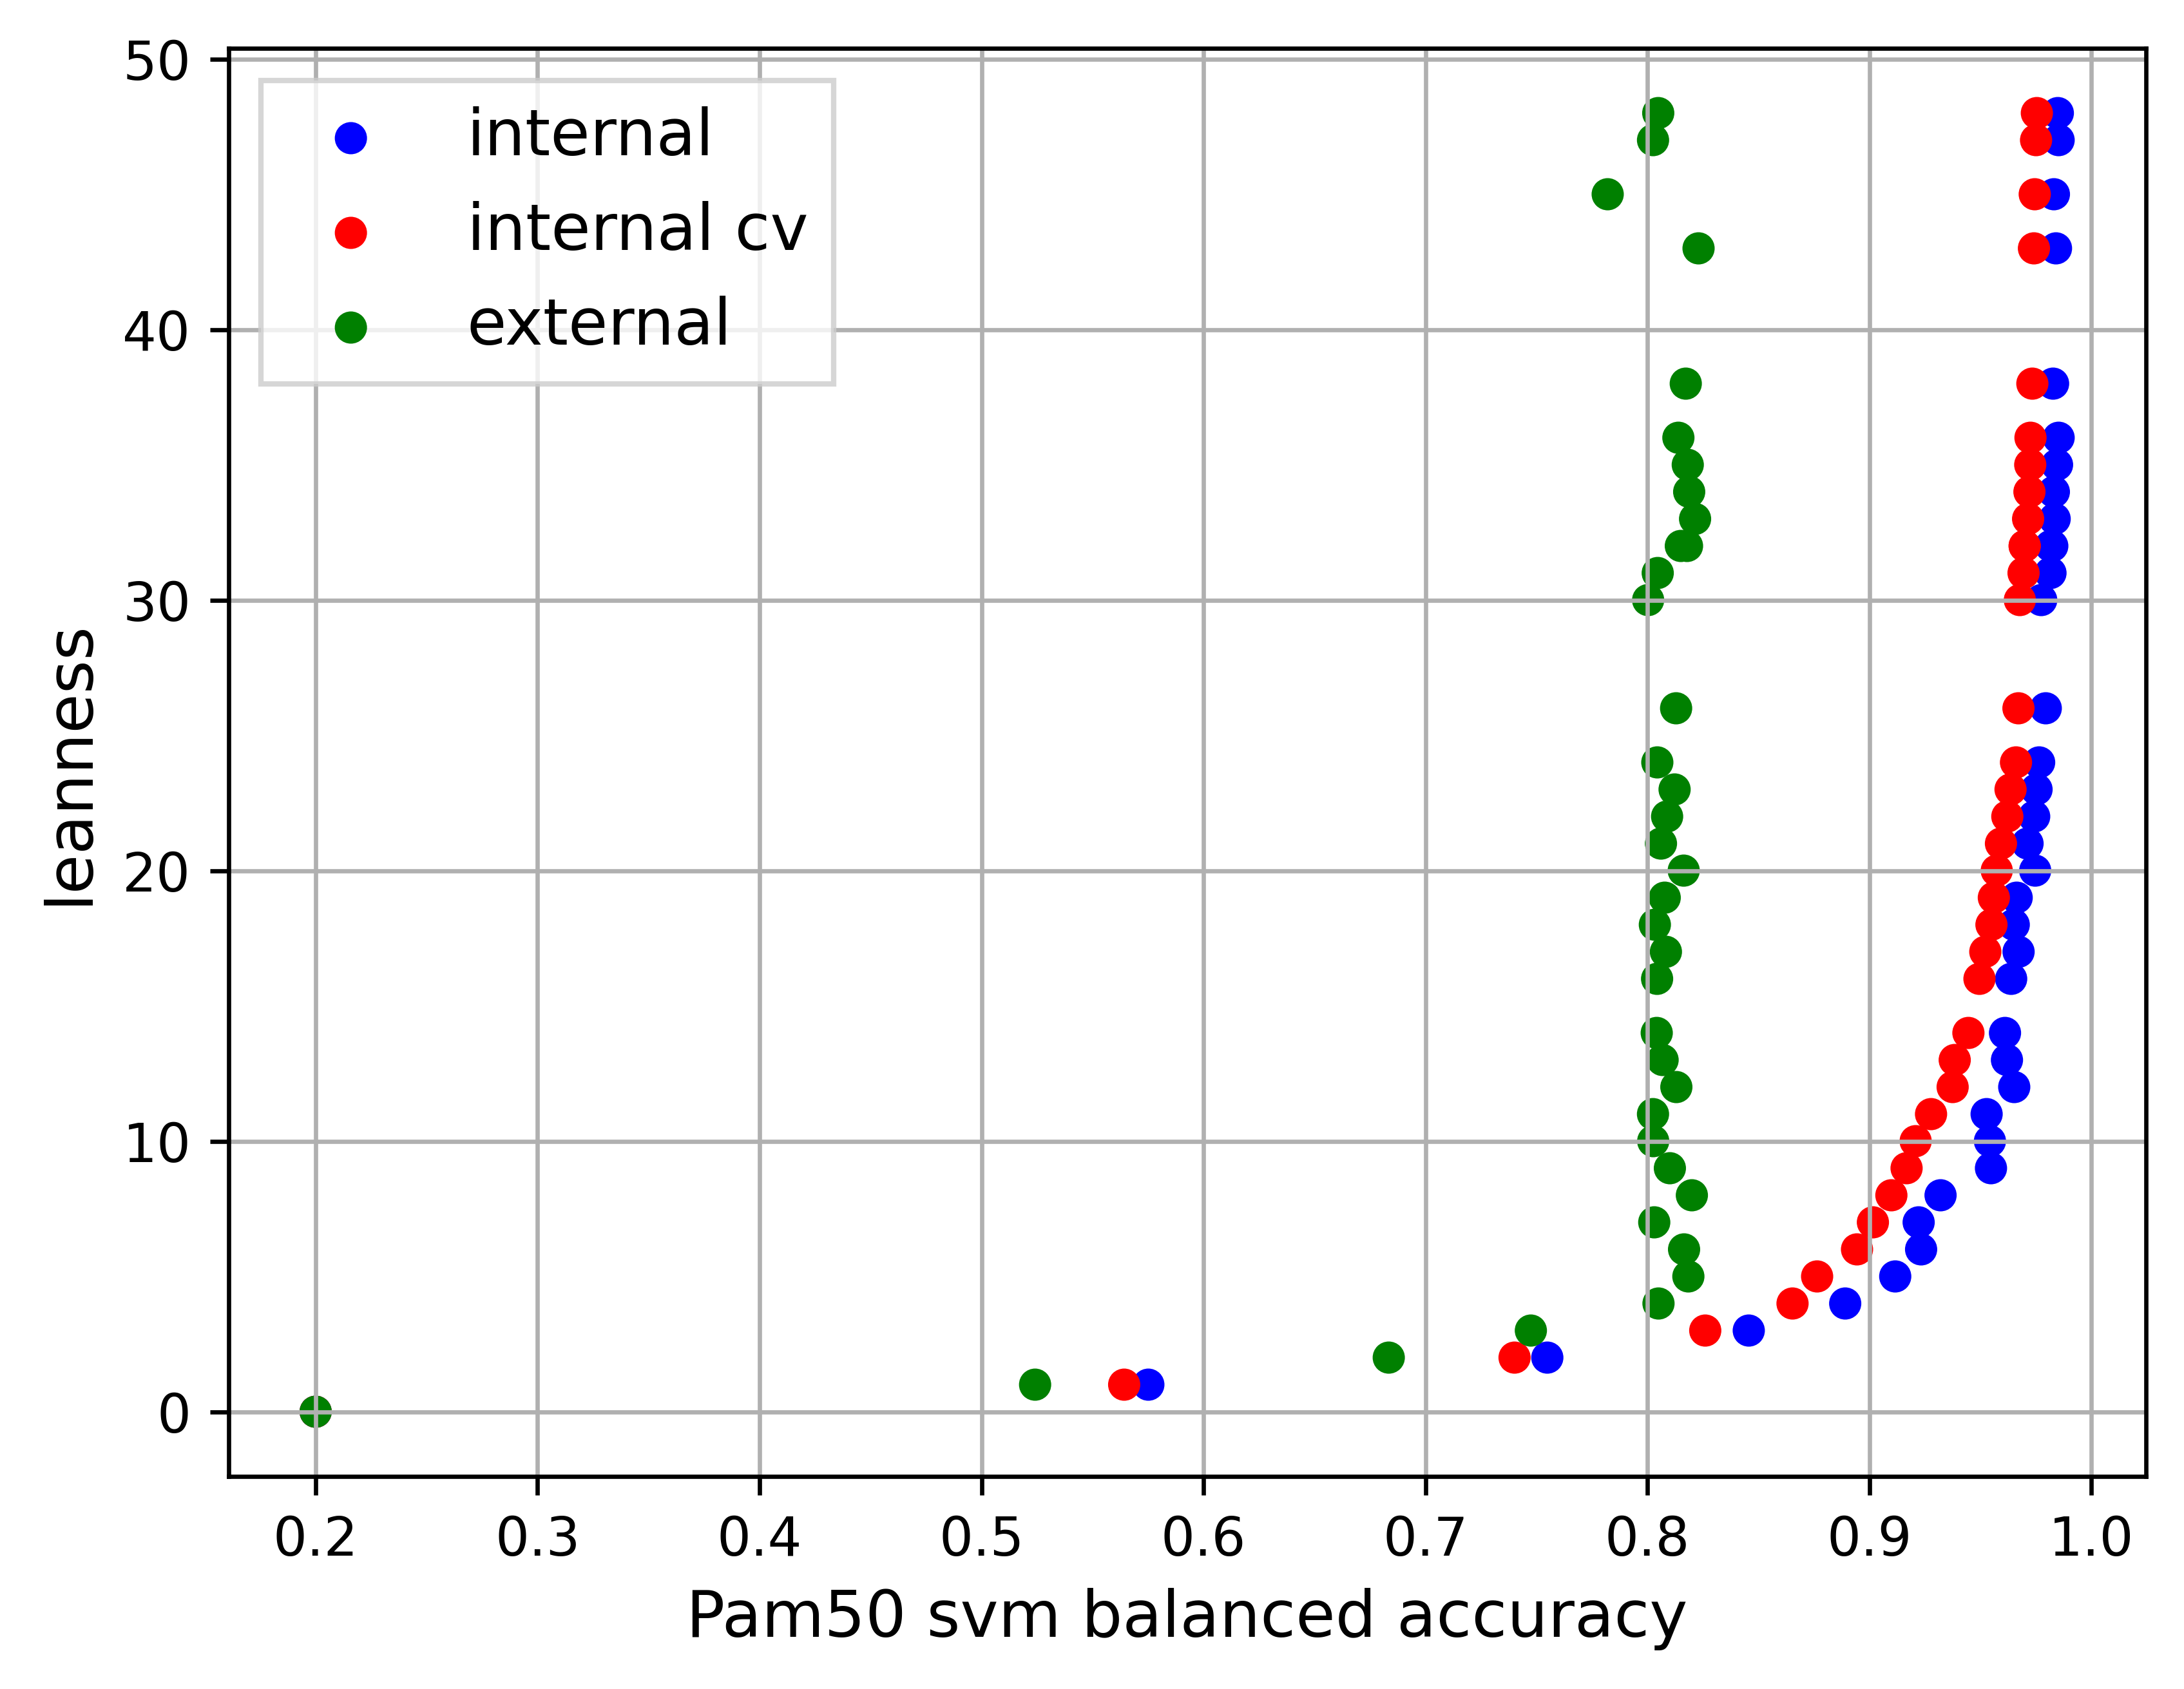 50
40
30
20
10
0
leanness
internal
internal cv
external
0.2 0.3 0.4 0.5 0.6 0.7 0.8 0.9 1.0
Pam50 svm balanced accuracy